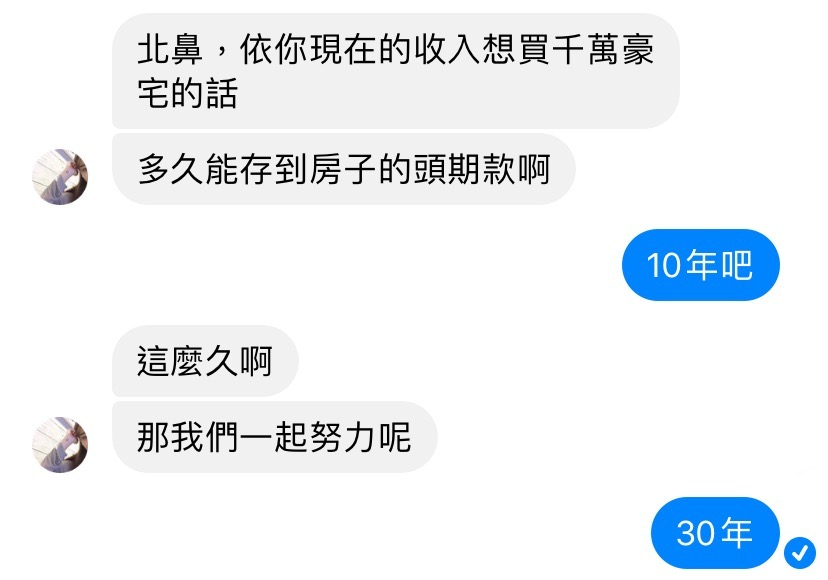 北鼻，依你現在的收入想買千萬豪
宅的話
多久能存到房子的頭期款啊
10年吧
這麼久啊
那我們一起努力呢
30年